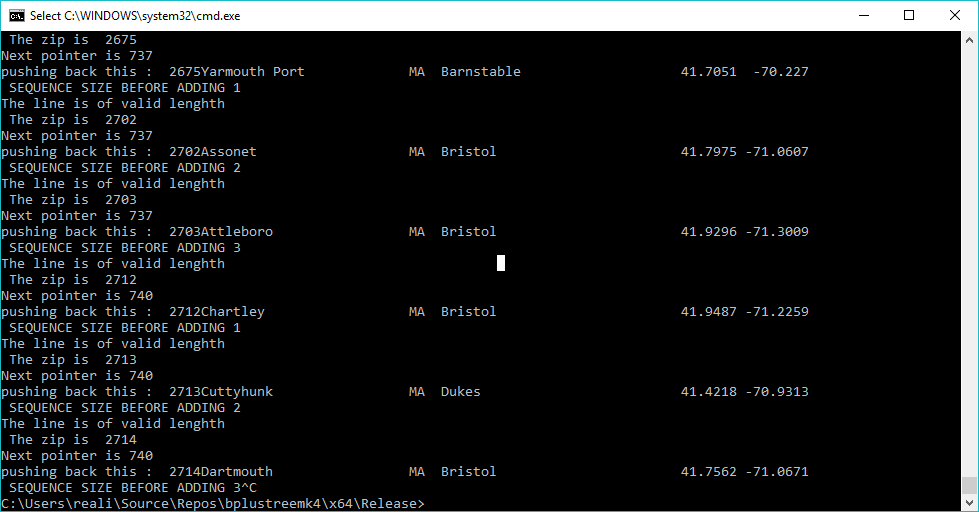 Select C:\WINDOWS\system32\cmd.exe
The zip is  2675
Next pointer is 737
pushing back this :  2675Yarmouth Port             MA  Barnstable                    41.7051  -70.227
 SEQUENCE SIZE BEFORE ADDING 1
The line is of valid lenghth
 The zip is  2702
Next pointer is 737
pushing back this :  2702Assonet                   MA  Bristol                       41.7975 -71.0607
 SEQUENCE SIZE BEFORE ADDING 2
The line is of valid lenghth
 The zip is  2703
Next pointer is 737
pushing back this :  2703Attleboro                 MA  Bristol                       41.9296 -71.3009
 SEQUENCE SIZE BEFORE ADDING 3
The line is of valid lenghth
 The zip is  2712
Next pointer is 740
pushing back this :  2712Chartley                  MA  Bristol                       41.9487 -71.2259
 SEQUENCE SIZE BEFORE ADDING 1
The line is of valid lenghth
 The zip is  2713
Next pointer is 740
pushing back this :  2713Cuttyhunk                 MA  Dukes                         41.4218 -70.9313
 SEQUENCE SIZE BEFORE ADDING 2
The line is of valid lenghth
 The zip is  2714
Next pointer is 740
pushing back this :  2714Dartmouth                 MA  Bristol                       41.7562 -71.0671
 SEQUENCE SIZE BEFORE ADDING 3^C
C:\Users\reali\Source\Repos\bplustreemk4\x64\Release>